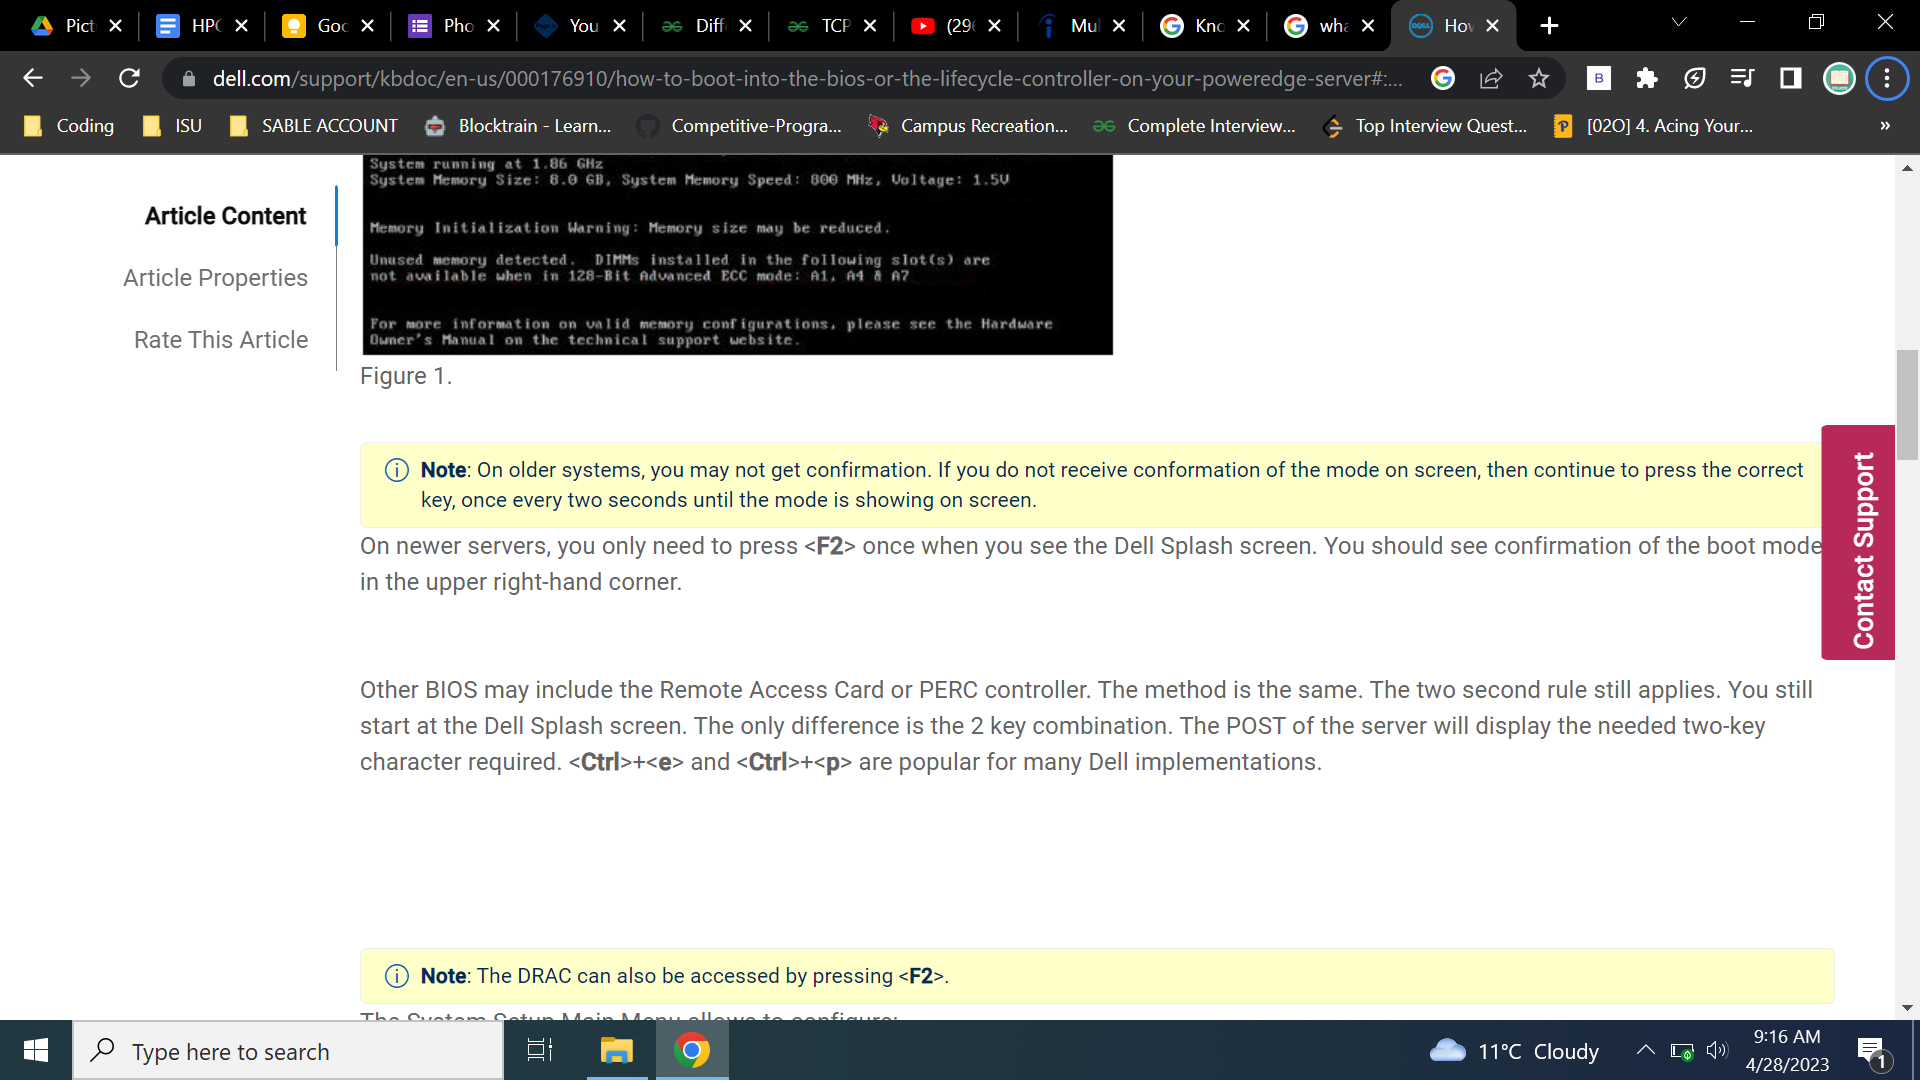 Pict
HPC
Goo
Pho
You
Diff
TCP
(29
Mul
Kno
wha
How
dell.com/support/kbdoc/en-us/000176910/how-to-boot-into-the-bios-or-the-lifecycle-controller-on-your-poweredge-server#:...
Coding
ISU
SABLE ACCOUNT
Blocktrain - Learn...
Competitive-Progra...
Campus Recreation...
Complete Interview...
Top Interview Quest...
[02O] 4. Acing Your...
»
Article Content
Article Properties
Rate This Article
System running at 1.86 GHz
System Memory Size: 8.0 GB, System Memory Speed: 800 MHz, Voltage: 1.5V
Memory Initialization Warning: Memory size may be reduced.
Unused memory detected. DIMMs installed in the following slot(s) are
not available when in 128-Bit Advanced ECC mode: A1, A4 & A7
For more information on valid memory configurations, please see the Hardware
Owner's Manual on the technical support website.
Figure 1.
Note: On older systems, you may not get confirmation. If you do not receive conformation of the mode on screen, then continue to press the correct
key, once every two seconds until the mode is showing on screen.
On newer servers, you only need to press <F2> once when you see the Dell Splash screen. You should see confirmation of the boot mode
in the upper right-hand corner.
Other BIOS may include the Remote Access Card or PERC controller. The method is the same. The two second rule still applies. You still
start at the Dell Splash screen. The only difference is the 2 key combination. The POST of the server will display the needed two-key
character required. <Ctrl>+<e> and <Ctrl>+<p> are popular for many Dell implementations.
Note: The DRAC can also be accessed by pressing <F2>.
The System Setup Main Menu allows to configure:
Contact Support
Type here to search
11°C Cloudy
9:16 AM
4/28/2023
1